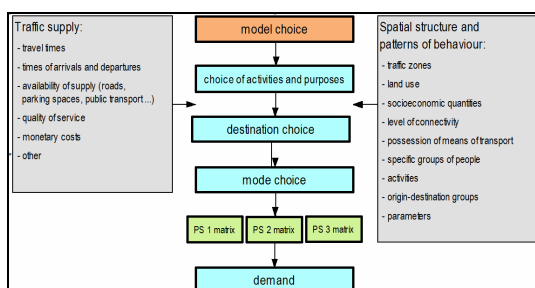 Traffic supply:
- travel times
- times of arrivals and departures
- availability of supply (roads,
parking spaces, public transport ...)
- quality of service
- monetary costs
- other
model choice
choice of activities and purposes
destination choice
mode choice
PS 1 matrix
PS 2 matrix
PS 3 matrix
demand
Spatial structure and
patterns of behaviour:
- traffic zones
- land use
- socioeconomic quantities
- level of connectivity
- possession of means of transport
- specific groups of people
- activities
- origin-destination groups
- parameters